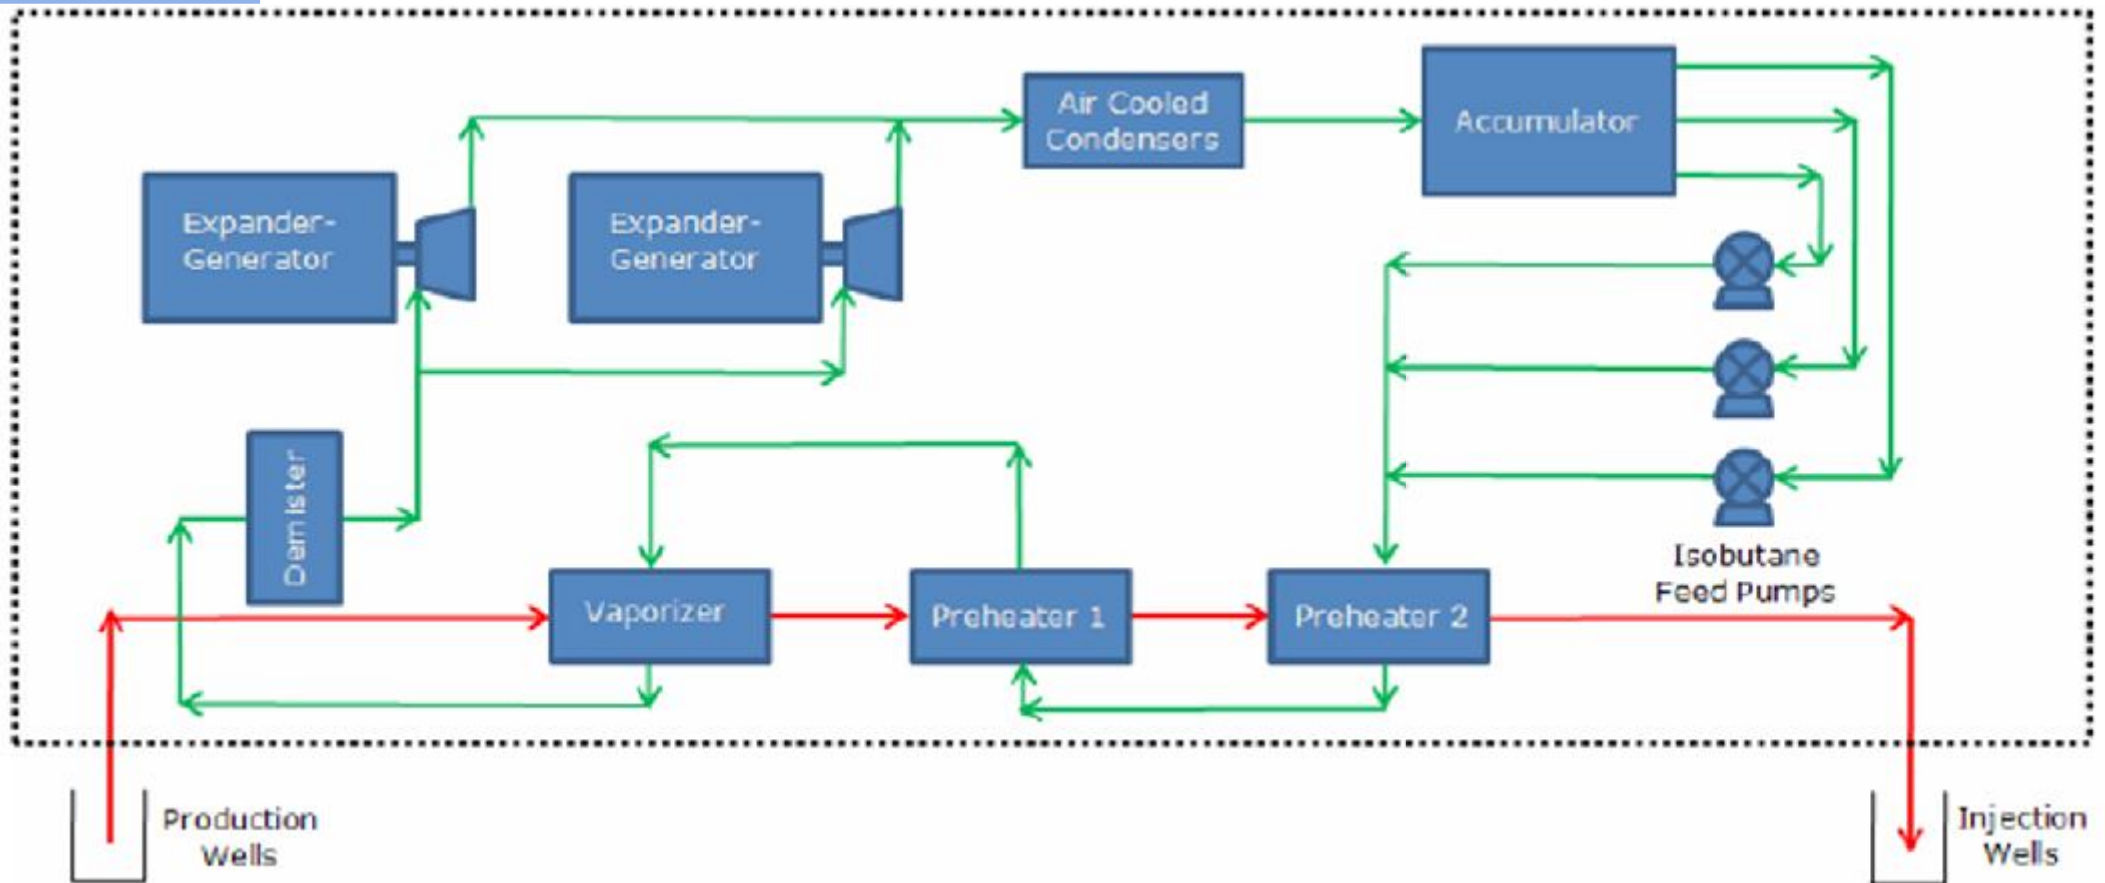 Air Cooled
Condensers
Accumulator
Expander-
Generator
Expander-
Generator
Demister
Isobutane
Feed Pumps
Vaporizer
Preheater 1
Preheater 2
Production
Wells
Injection
Wells